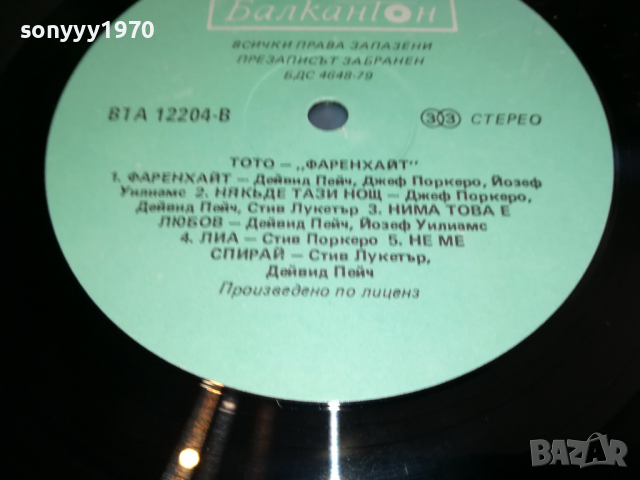 sonyyy1970
Балкантон
ВСИЧКИ ПРАВА ЗАПАЗЕНИ
ПРЕЗАПИСЪТ ЗАБРАНЕН
БДС 4648-79
ВТА 12204-В
33 СТЕРЕО
ТОТО – „ФАРЕНХАЙТ"
1. ФАРЕНХАЙТ – Дейвид Пейч, Джеф Поркеро, Йозеф
Уилиамс 2. НЯКЪДЕ ТАЗИ НОЩ – Джеф Поркеро,
Дейвид Пейч, Стив Лукетър 3. НИМА ТОВА Е
ЛЮБОВ – Дейвид Пейч, Йозеф Уилиамс
4. ЛИА – Стив Поркеро 5. НЕ МЕ
СПИРАЙ – Стив Лукетър,
Дейвид Пейч
Произведено по лиценз
BAZAR